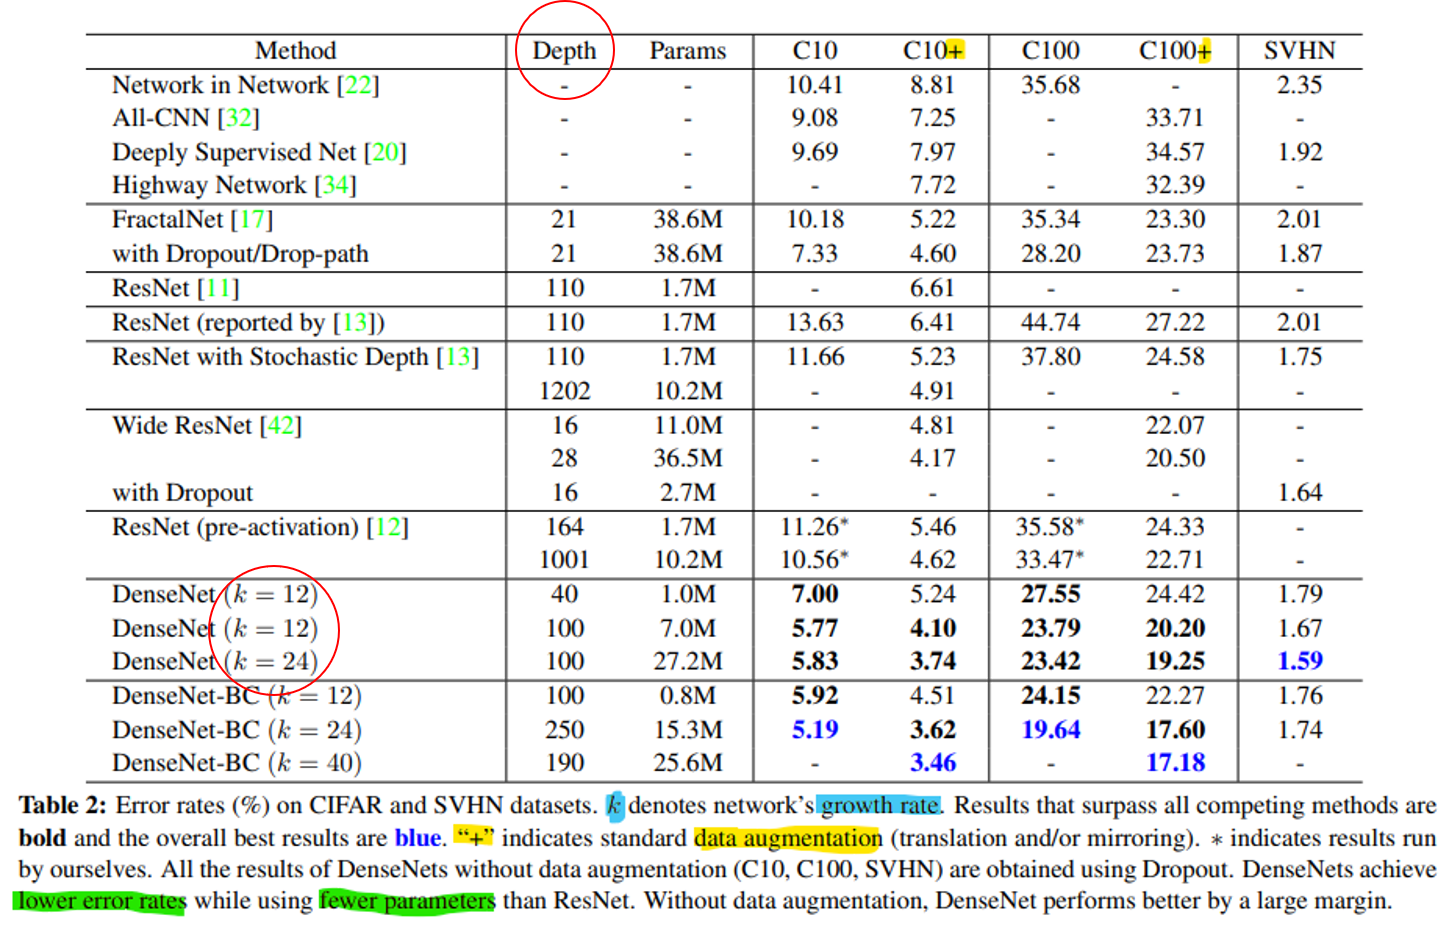 Method Depth Params C10 C10+ C100 C100+ SVHN
Network in Network [22] - - 10.41 8.81 35.68 - 2.35
All-CNN [32] - - 9.08 7.25 - 33.71 -
Deeply Supervised Net [20] - - 9.69 7.97 - 34.57 1.92
Highway Network [34] - - - 7.72 - 32.39 -
FractalNet [17] 21 38.6M 10.18 5.22 35.34 23.30 2.01
with Dropout/Drop-path 21 38.6M 7.33 4.60 28.20 23.73 1.87
ResNet [11] 110 1.7M - 6.61 - - -
ResNet (reported by [13]) 110 1.7M 13.63 6.41 44.74 27.22 2.01
ResNet with Stochastic Depth [13] 110 1.7M 11.66 5.23 37.80 24.58 1.75
1202 10.2M - 4.91 - - -
Wide ResNet [42] 16 11.0M - 4.81 - 22.07 -
28 36.5M - 4.17 - 20.50 -
with Dropout 16 2.7M - - - - 1.64
ResNet (pre-activation) [12] 164 1.7M 11.26* 5.46 35.58* 24.33 -
1001 10.2M 10.56* 4.62 33.47* 22.71 -
DenseNet (k = 12) 40 1.0M 7.00 5.24 27.55 24.42 1.79
DenseNet (k = 12) 100 7.0M 5.77 4.10 23.79 20.20 1.67
DenseNet (k = 24) 100 27.2M 5.83 3.74 23.42 19.25 1.59
DenseNet-BC (k = 12) 100 0.8M 5.92 4.51 24.15 22.27 1.76
DenseNet-BC (k = 24) 250 15.3M 5.19 3.62 19.64 17.60 1.74
DenseNet-BC (k = 40) 190 25.6M - 3.46 - 17.18 -
Table 2: Error rates (%) on CIFAR and SVHN datasets. k denotes network's growth rate. Results that surpass all competing methods are
bold and the overall best results are blue. “+” indicates standard data augmentation (translation and/or mirroring). * indicates results run
by ourselves. All the results of DenseNets without data augmentation (C10, C100, SVHN) are obtained using Dropout. DenseNets achieve
lower error rates while using fewer parameters than ResNet. Without data augmentation, DenseNet performs better by a large margin.